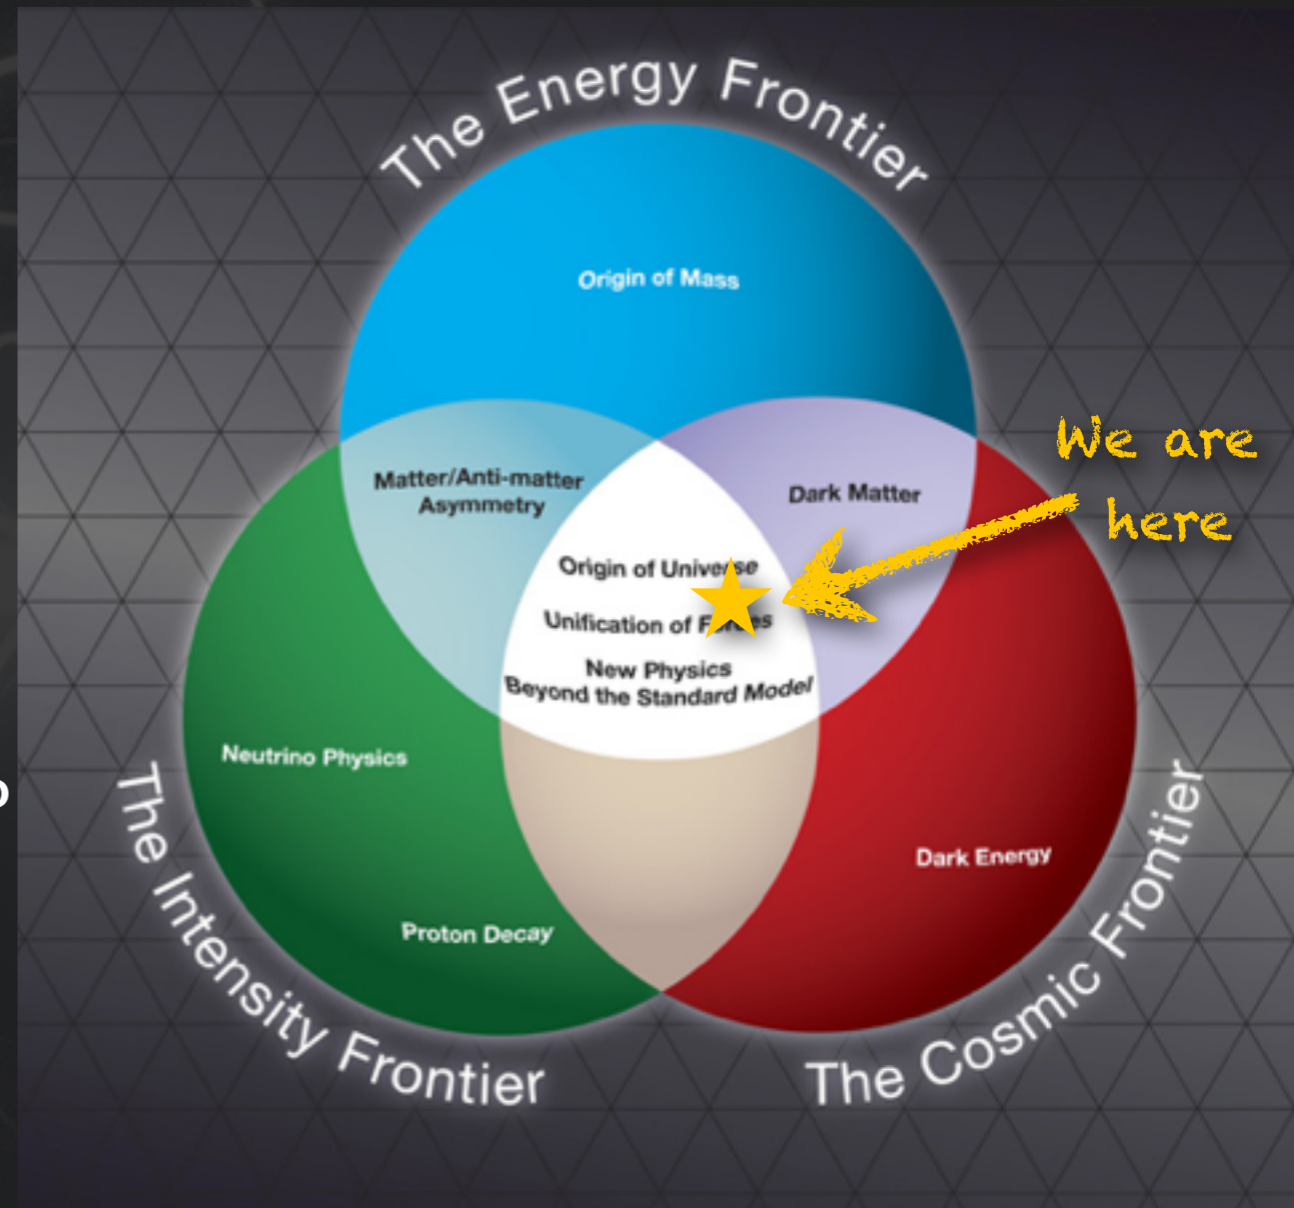 The Energy Frontier
Origin of Mass
We are
here
Matter/Anti-matter
Asymmetry
Dark Matter
Origin of Universe
Unification of Forces
New Physics
Beyond the Standard Model
Neutrino Physics
Dark Energy
Proton Decay
The Intensity Frontier
The Cosmic Frontier